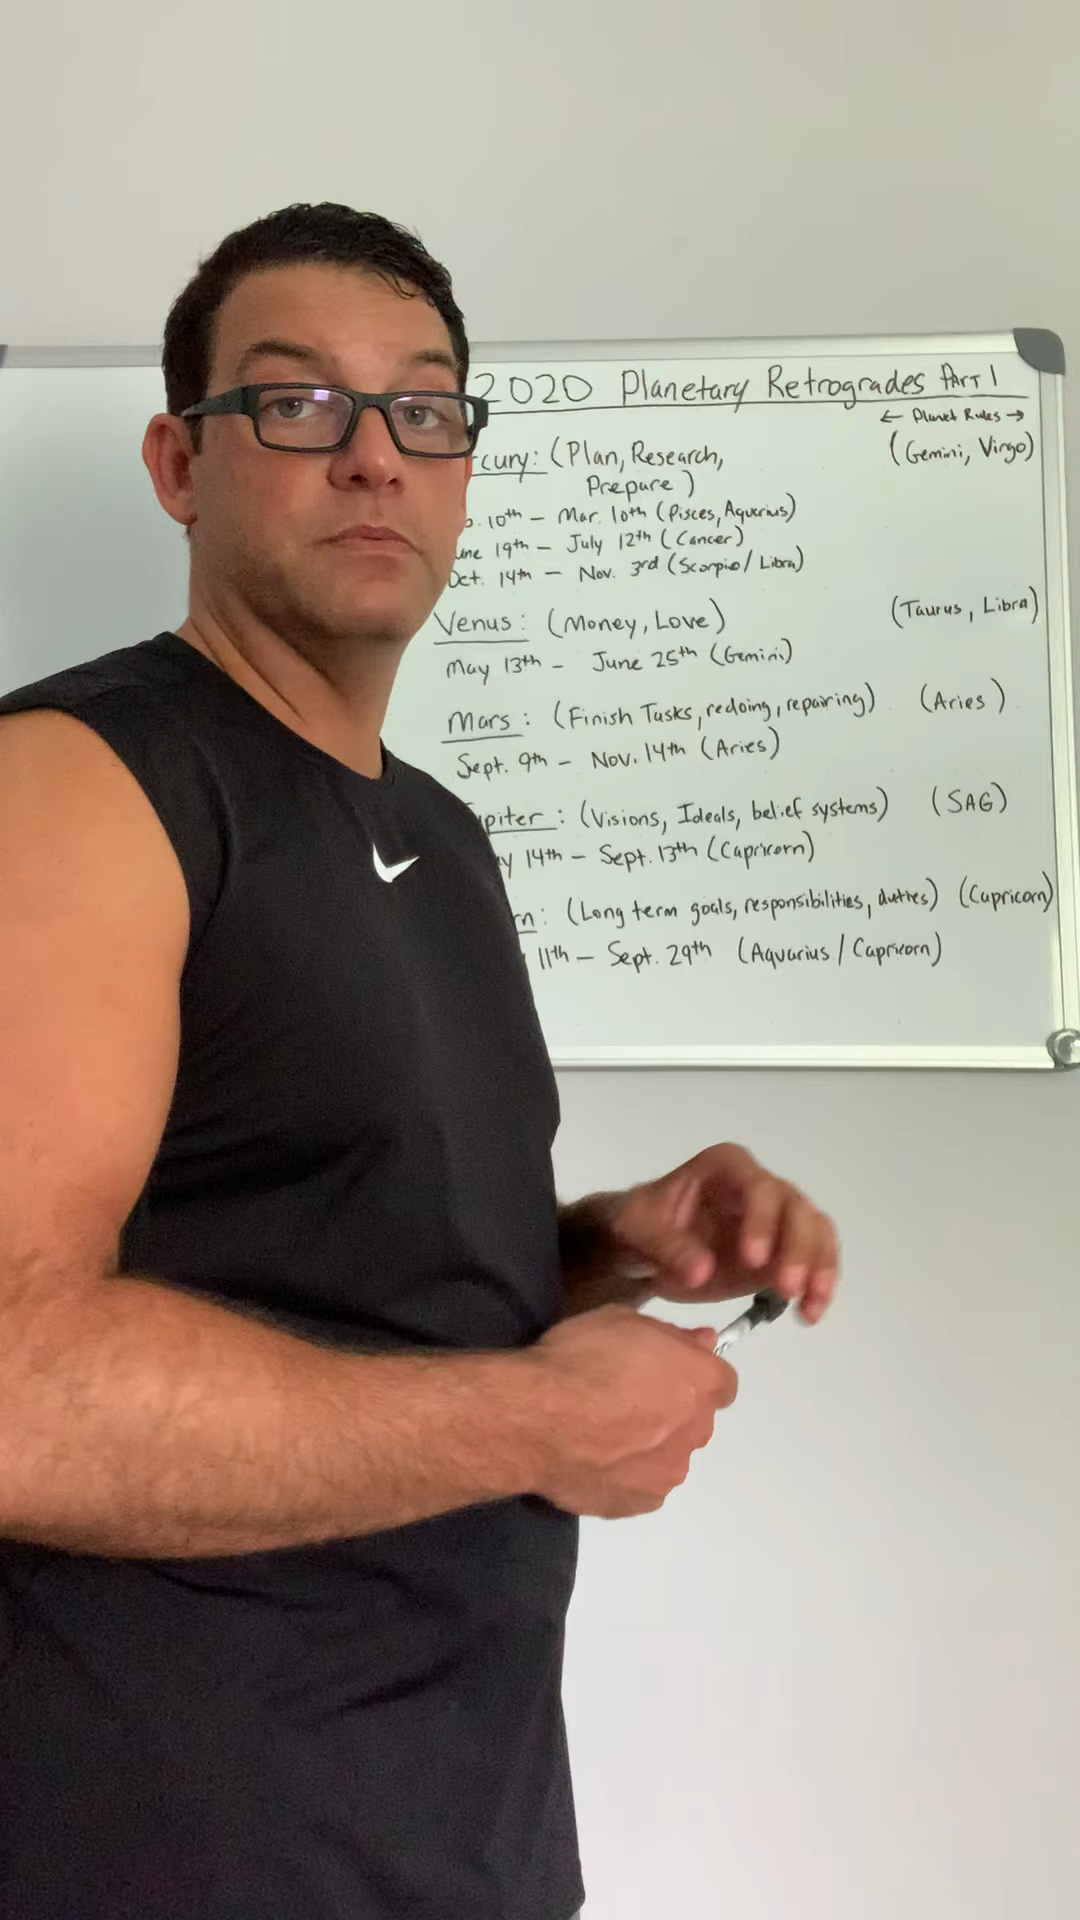 2020 Planetary Retrogrades PART 1
← Planet Rules →
rcury: (Plan, Research, (Gemini, Virgo)
Prepare)
b. 10th – Mar. 10th (Pisces, Aquarius)
une 19th – July 12th (Cancer)
Oct. 14th – Nov. 3rd (Scorpio/Libra)
Venus: (Money, Love) (Taurus, Libra)
May 13th – June 25th (Gemini)
Mars: (Finish Tasks, redoing, repairing) (Aries)
Sept. 9th – Nov. 14th (Aries)
piter: (Visions, Ideals, belief systems) (SAG)
y 14th – Sept. 13th (Capricorn)
rn: (Long term goals, responsibilities, duties) (Capricorn)
11th – Sept. 29th (Aquarius/Capricorn)